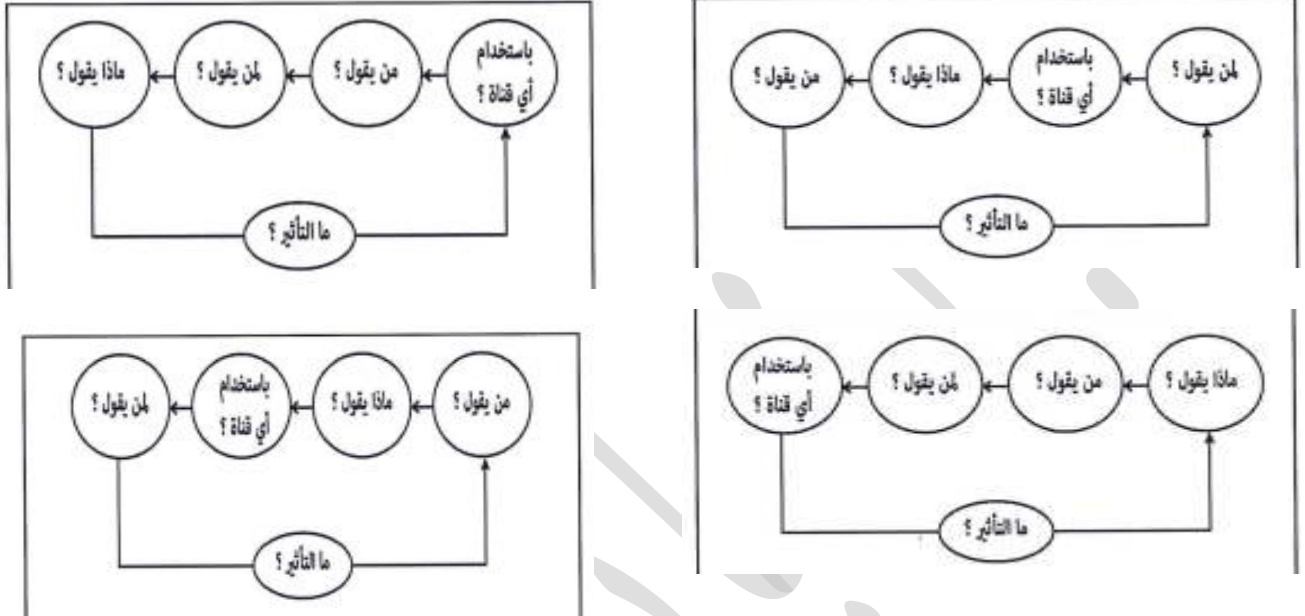 لمن يقول ؟
باستخدام
أي قناة ؟
ماذا يقول ؟
من يقول ؟
ما التأثير ؟
باستخدام
أي قناة ؟
من يقول ؟
لمن يقول ؟
ماذا يقول ؟
ما التأثير ؟
ماذا يقول ؟
من يقول ؟
لمن يقول ؟
باستخدام
أي قناة ؟
ما التأثير ؟
من يقول ؟
ماذا يقول ؟
باستخدام
أي قناة ؟
لمن يقول ؟
ما التأثير ؟